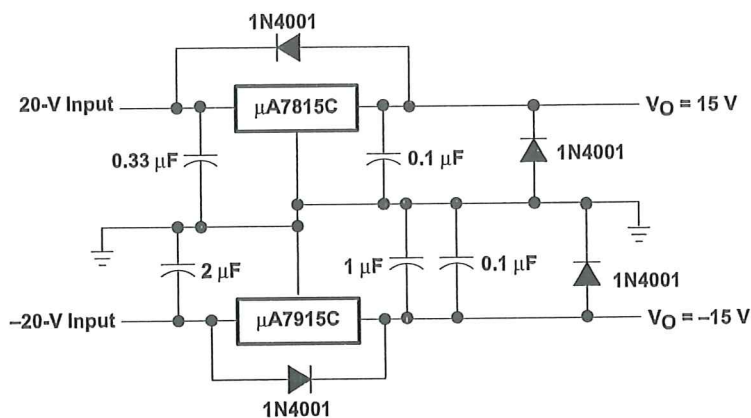 1N4001
20-V Input
µA7815C
VO = 15 V
0.33 µF
0.1 µF
1N4001
2 µF
1 µF
0.1 µF
1N4001
–20-V Input
µA7915C
VO = –15 V
1N4001